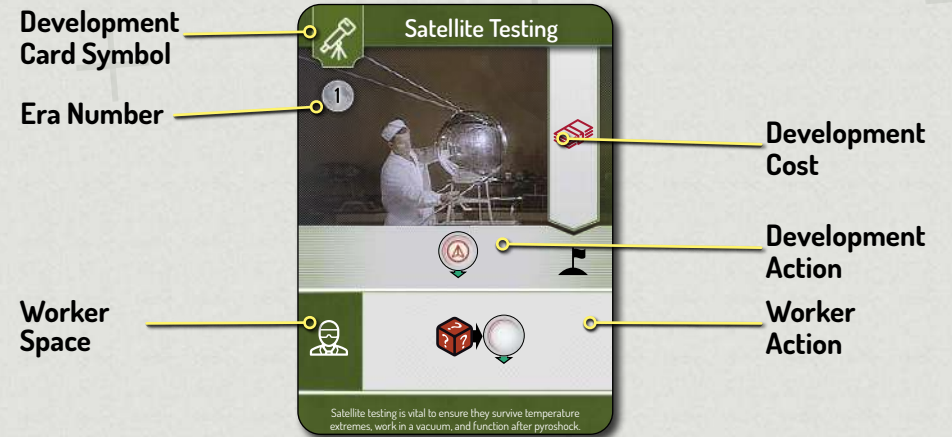 Development
Card Symbol
Era Number
Worker
Space
Satellite Testing
1
? ? ?
Satellite testing is vital to ensure they survive temperature
extremes, work in a vacuum, and function after pyroshock.
Development
Cost
Development
Action
Worker
Action